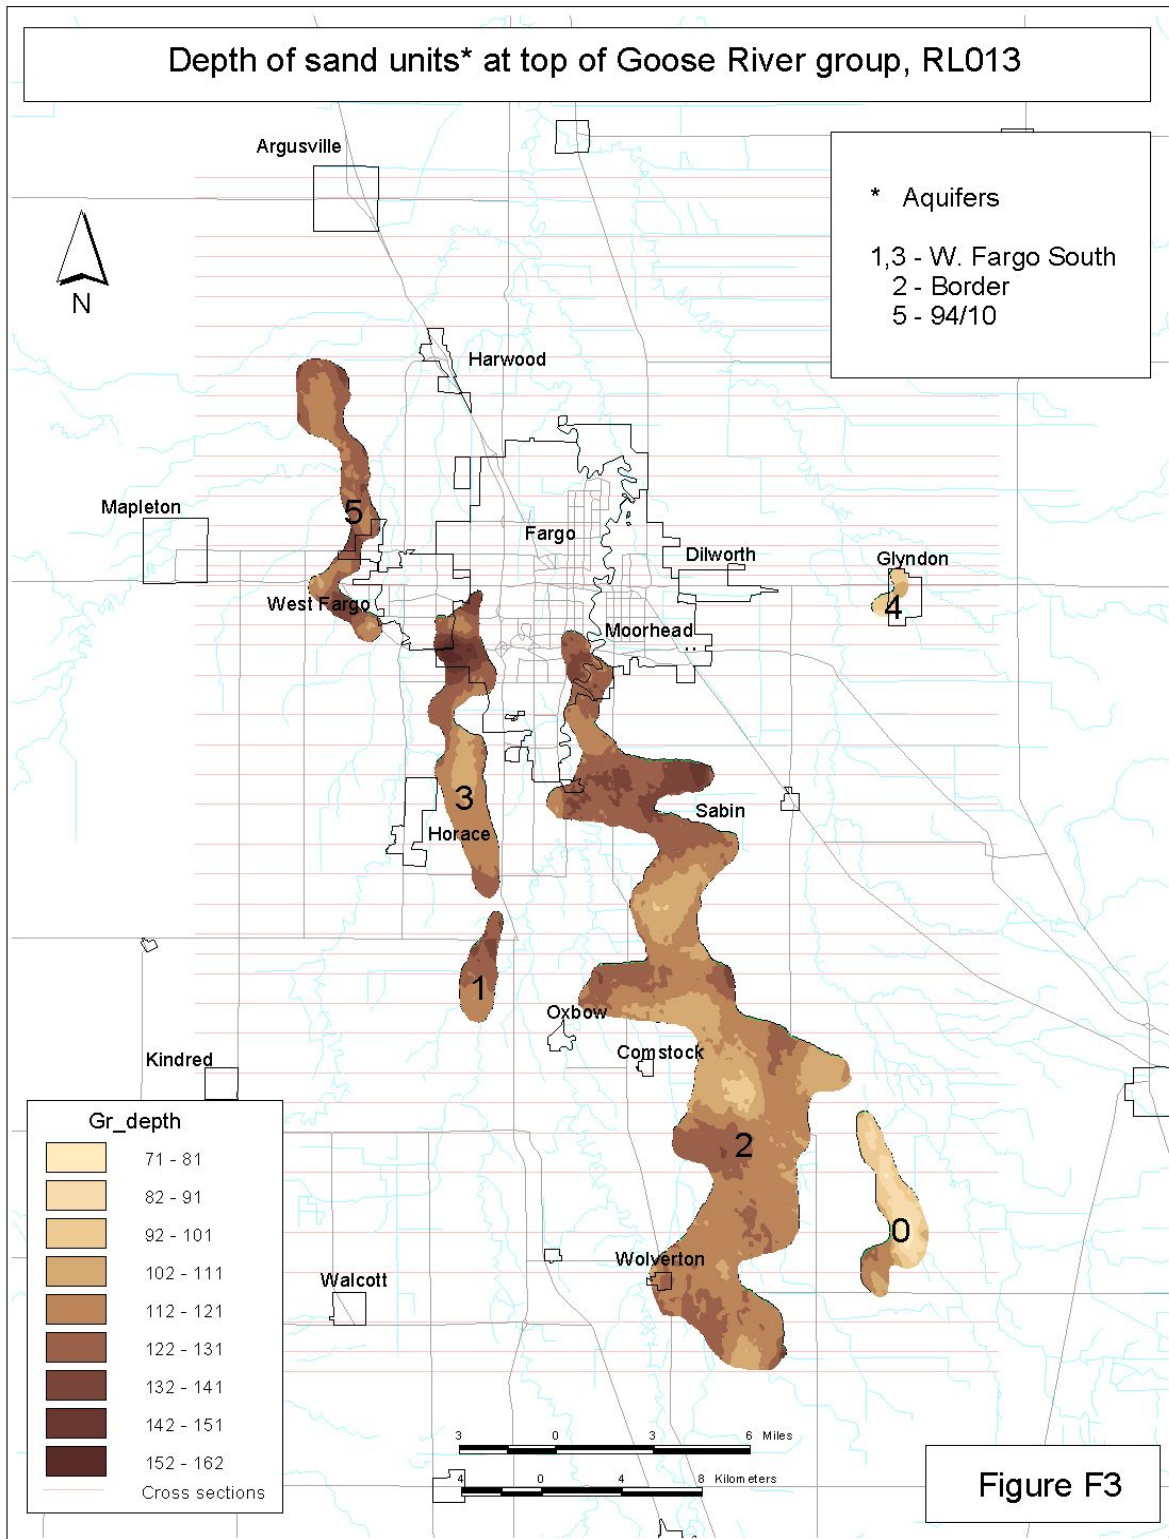 Depth of sand units* at top of Goose River group, RL013
Argusville
* Aquifers
1,3 - W. Fargo South
2 - Border
5 - 94/10
N
Harwood
Mapleton
5
Fargo
Dilworth
Glyndon
West Fargo
4
Moorhead
3
Sabin
Horace
1
Oxbow
Comstock
Kindred
Gr_depth
71 - 81
82 - 91
92 - 101
102 - 111
112 - 121
122 - 131
132 - 141
142 - 151
152 - 162
Cross sections
2
0
Wolverton
Walcott
3 0 3 6 Miles
4 0 4 8 Kilometers
Figure F3